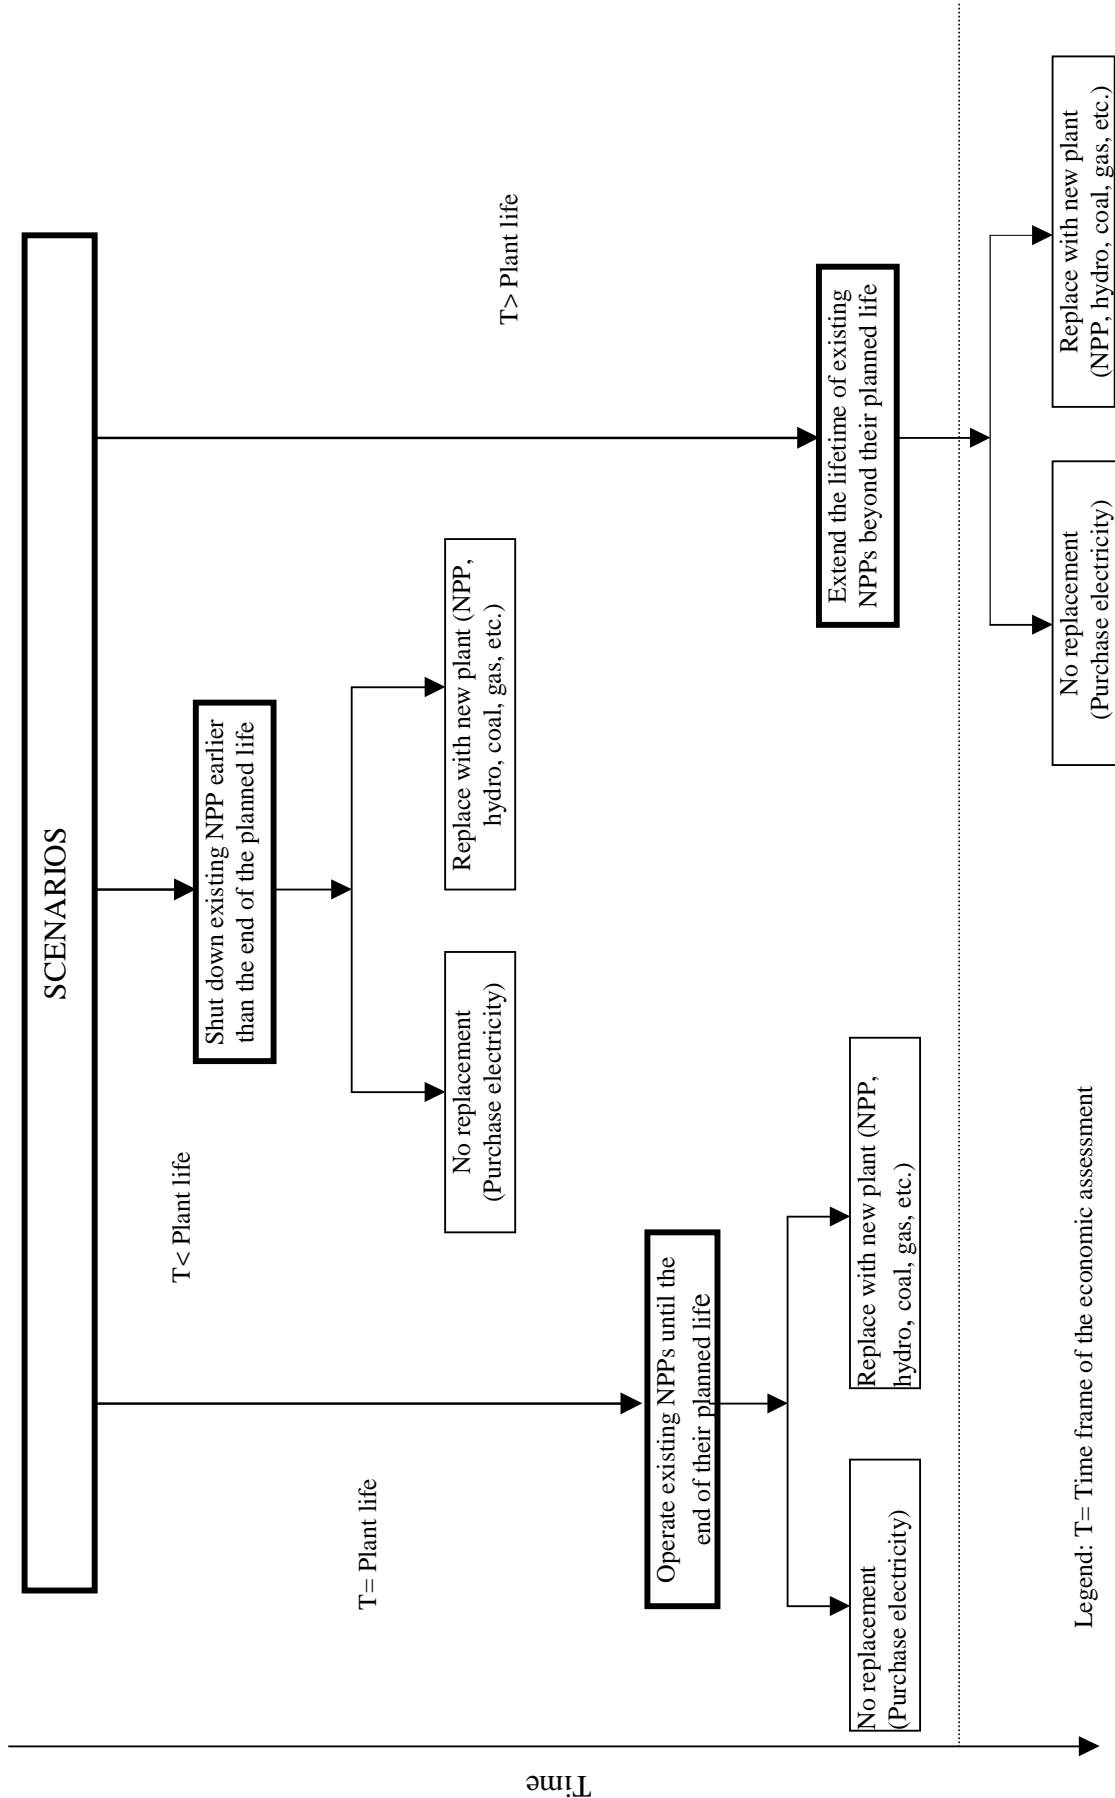 SCENARIOS
T< Plant life
T= Plant life
T> Plant life
Shut down existing NPP earlier
than the end of the planned life
No replacement
(Purchase electricity)
Replace with new plant (NPP,
hydro, coal, gas, etc.)
Operate existing NPPs until the
end of their planned life
No replacement
(Purchase electricity)
Replace with new plant (NPP,
hydro, coal, gas, etc.)
Extend the lifetime of existing
NPPs beyond their planned life
No replacement
(Purchase electricity)
Replace with new plant
(NPP, hydro, coal, gas, etc.)
Time
Legend: T= Time frame of the economic assessment